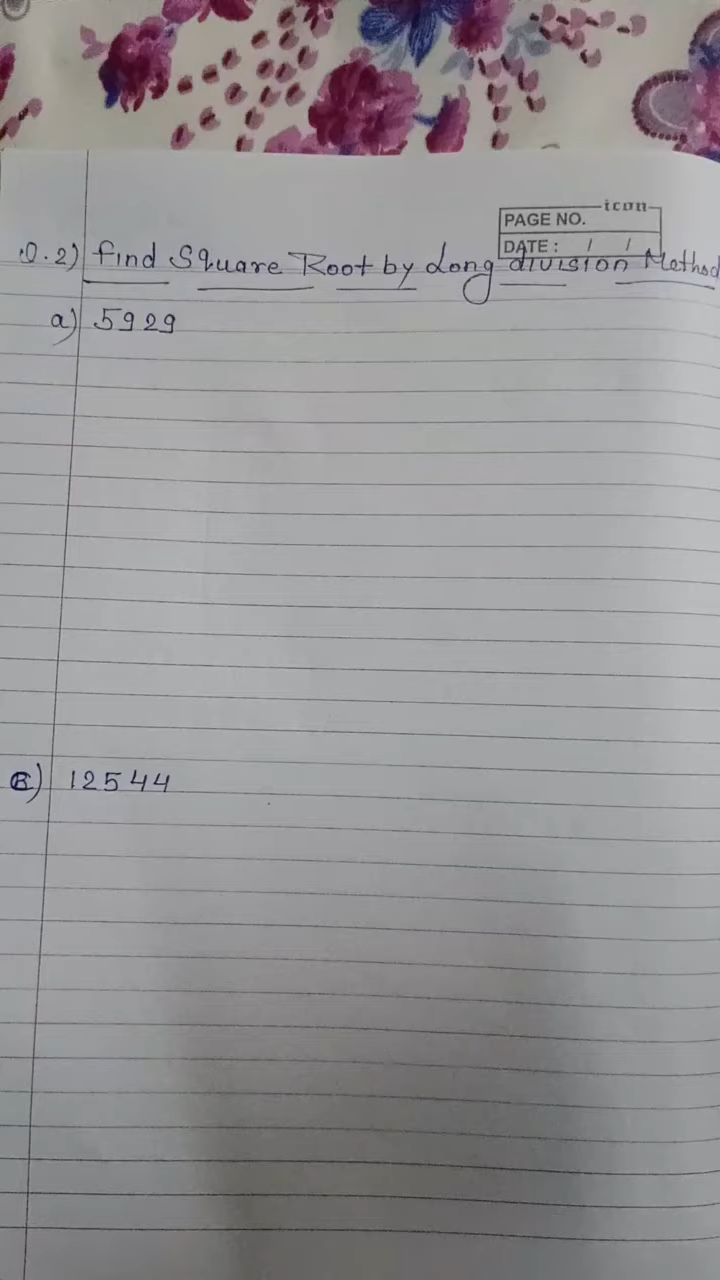 icon
PAGE NO.
DATE : / /
Q.2) find Square Root by Long division Method
a) 5929
B) 12544